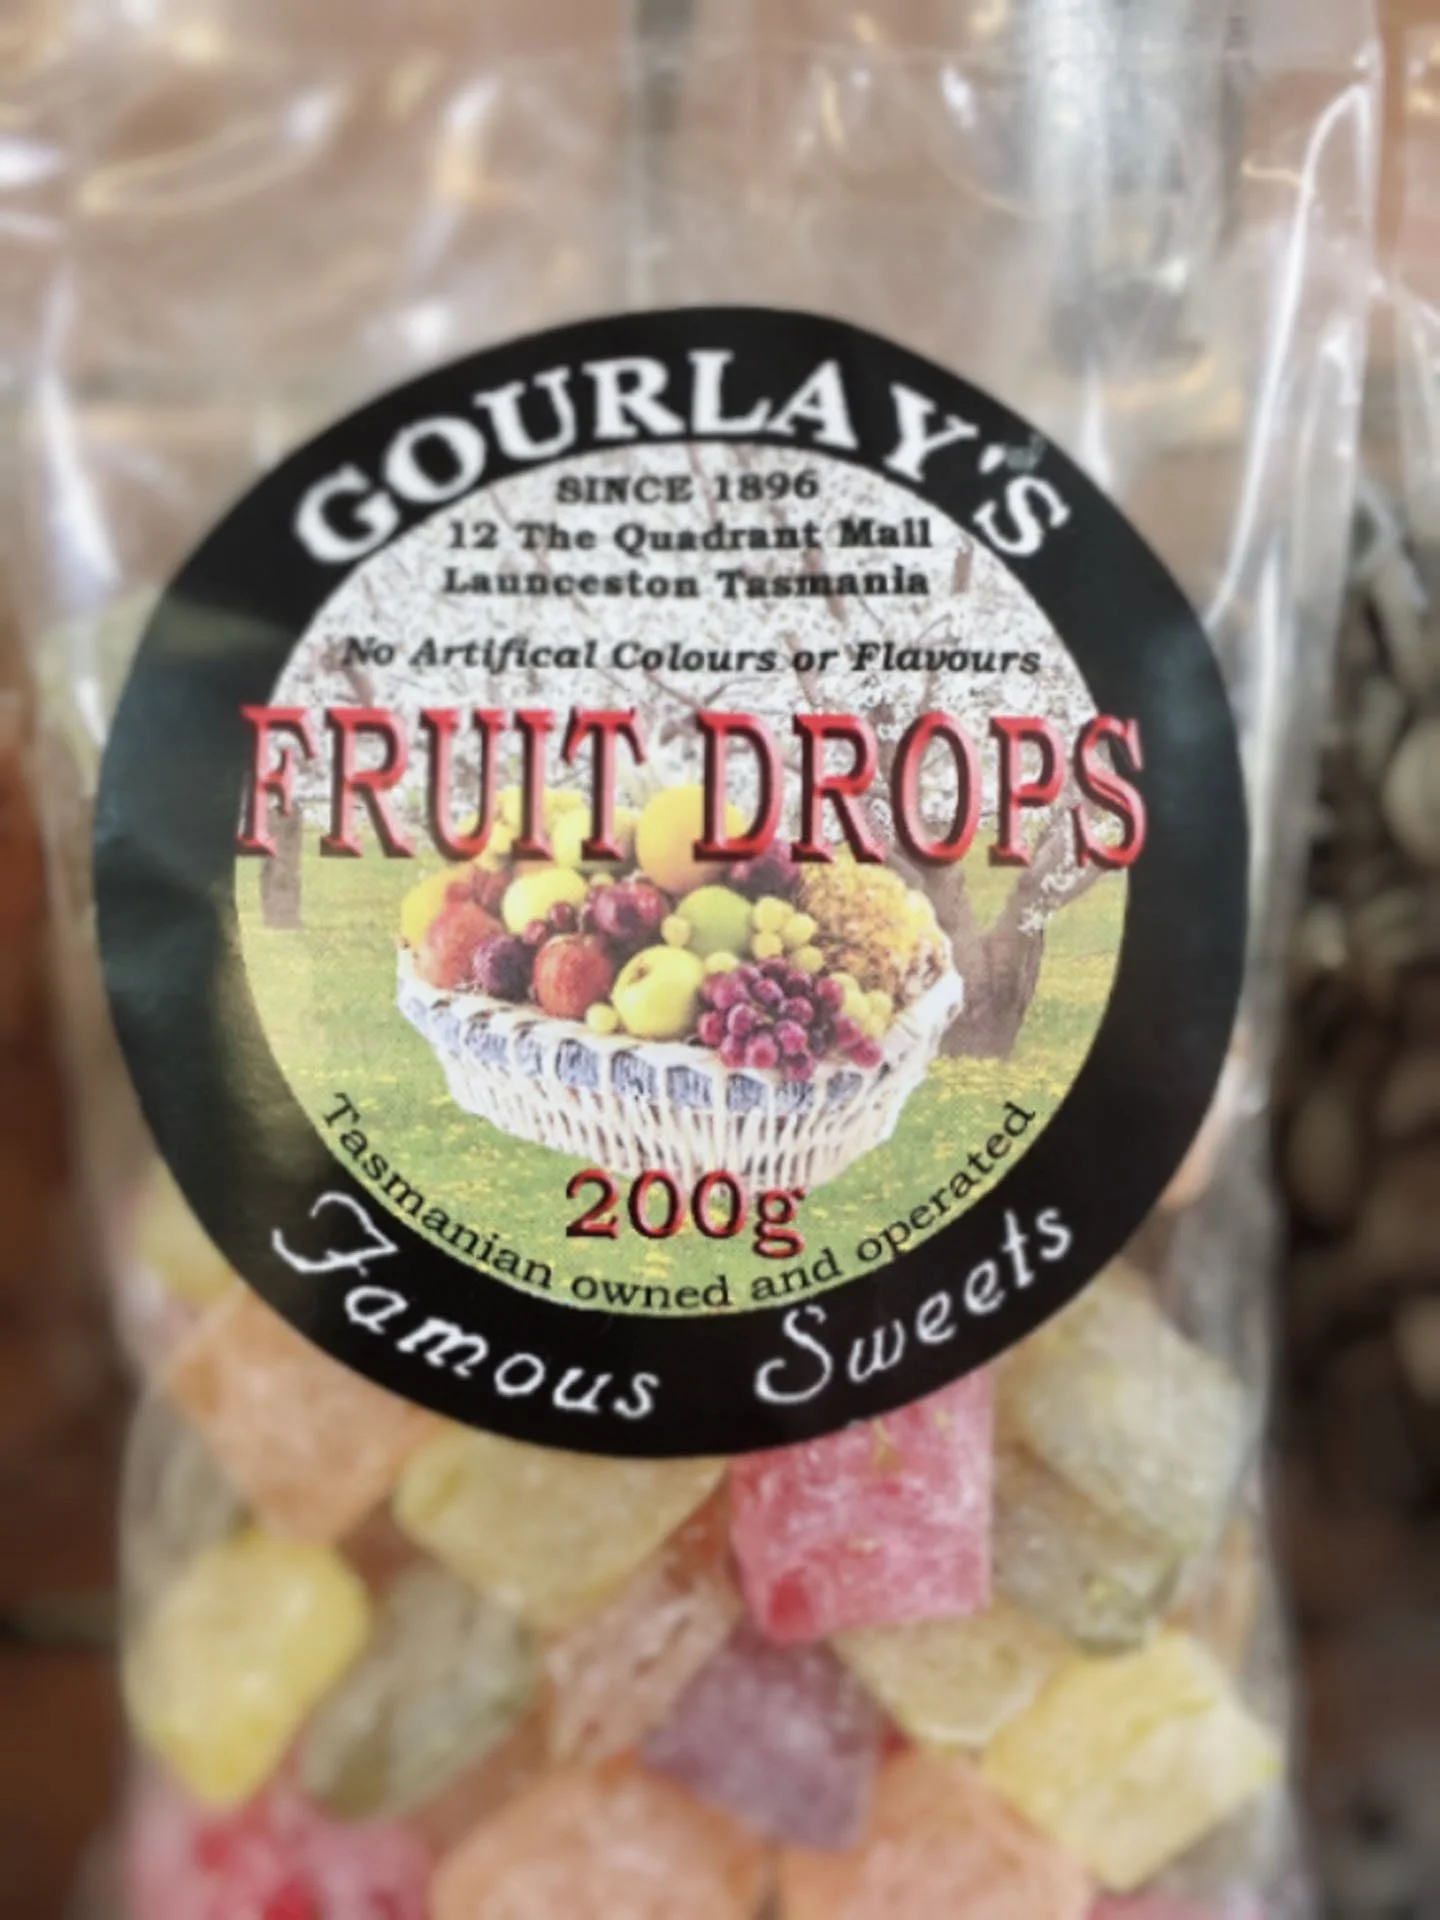 GOURLAY'S
SINCE 1896
12 The Quadrant Mall
Launceston Tasmania
No Artifical Colours or Flavours
FRUIT DROPS
200g
Tasmanian owned and operated
Famous Sweets